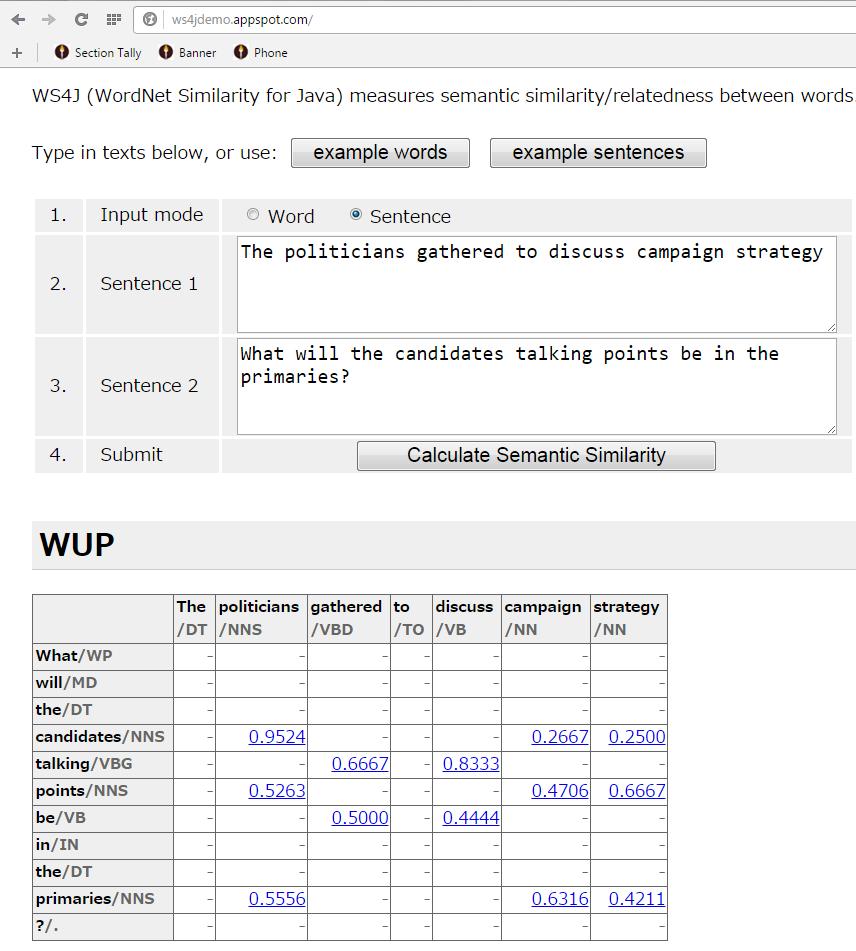 ws4jdemo.appspot.com/
Section Tally Banner Phone
WS4J (WordNet Similarity for Java) measures semantic similarity/relatedness between words.
Type in texts below, or use: example words example sentences
1. Input mode Word Sentence
2. Sentence 1 The politicians gathered to discuss campaign strategy
3. Sentence 2 What will the candidates talking points be in the
primaries?
4. Submit Calculate Semantic Similarity
WUP
The politicians gathered to discuss campaign strategy
/DT /NNS /VBD /TO /VB /NN /NN
What/WP - - - - - - -
will/MD - - - - - - -
the/DT - - - - - - -
candidates/NNS - 0.9524 - - - 0.2667 0.2500
talking/VBG - - 0.6667 - 0.8333 - -
points/NNS - 0.5263 - - - 0.4706 0.6667
be/VB - - 0.5000 - 0.4444 - -
in/IN - - - - - - -
the/DT - - - - - - -
primaries/NNS - 0.5556 - - - 0.6316 0.4211
?/. - - - - - - -